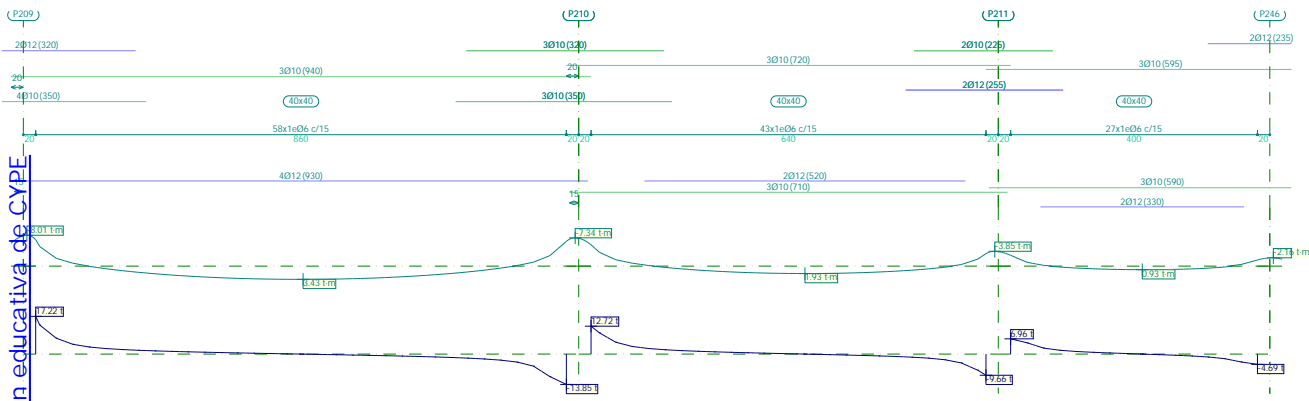 P209 P210 P211 P246
2Ø12(320) 3Ø10(320) 2Ø10(225) 2Ø12(235)
3Ø10(940) 20 3Ø10(720) 3Ø10(595)
20
2Ø12(255)
4Ø10(350) 40x40 3Ø10(350) 40x40 40x40
58x1eØ6 c/15 43x1eØ6 c/15 27x1eØ6 c/15
20 860 20 20 640 20 20 400 20
4Ø12(930) 2Ø12(520)
15 15 3Ø10(710) 3Ø10(590)
2Ø12(330)
-8.01 t·m -7.34 t·m -3.85 t·m -2.16 t·m
3.43 t·m 1.93 t·m 0.93 t·m
17.22 t 12.72 t 6.96 t
-13.85 t -9.66 t -4.69 t
n educativa de CYPE